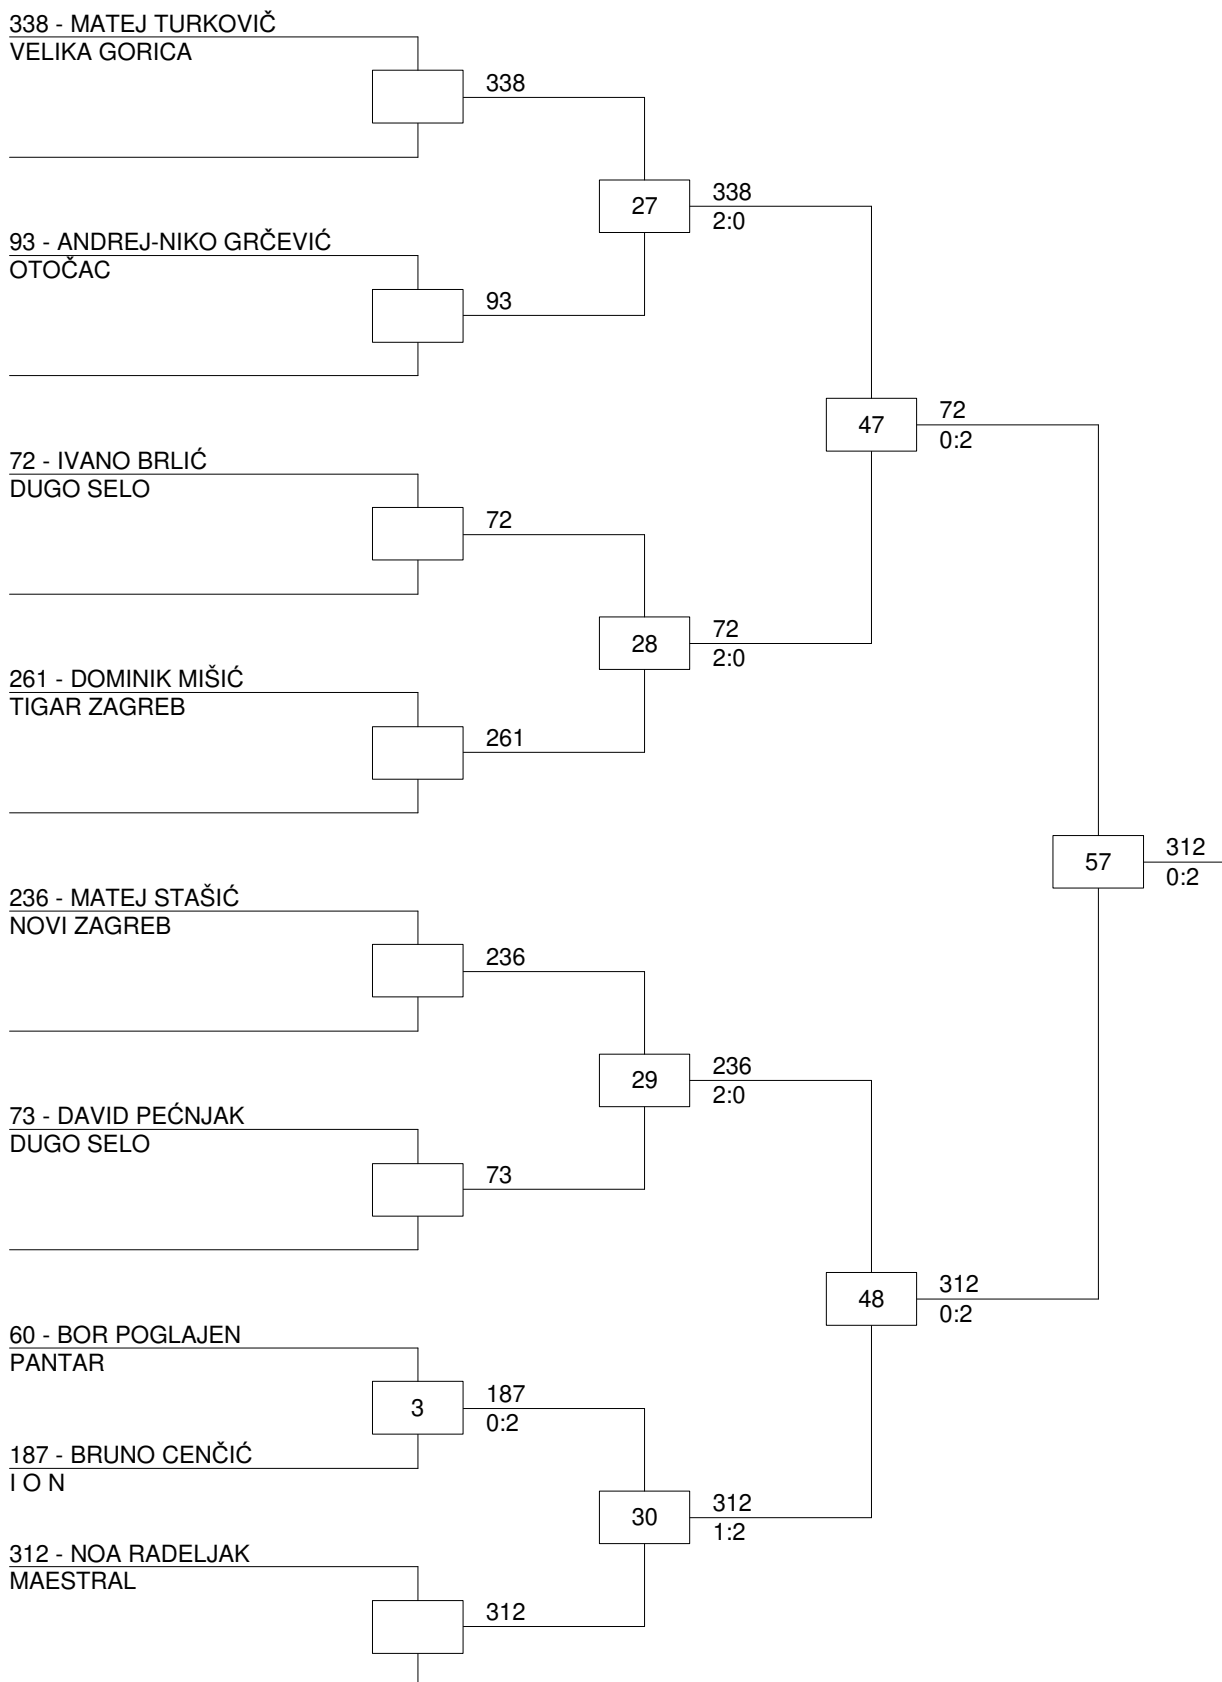 338 - MATEJ TURKOVIČ
VELIKA GORICA
338
27
338
2:0
93 - ANDREJ-NIKO GRČEVIĆ
OTOČAC
93
47
72
0:2
72 - IVANO BRLIĆ
DUGO SELO
72
28
72
2:0
261 - DOMINIK MIŠIĆ
TIGAR ZAGREB
261
57
312
0:2
236 - MATEJ STAŠIĆ
NOVI ZAGREB
236
29
236
2:0
73 - DAVID PEĆNJAK
DUGO SELO
73
48
312
0:2
60 - BOR POGLAJEN
PANTAR
3
187
0:2
187 - BRUNO CENČIĆ
I O N
30
312
1:2
312 - NOA RADELJAK
MAESTRAL
312